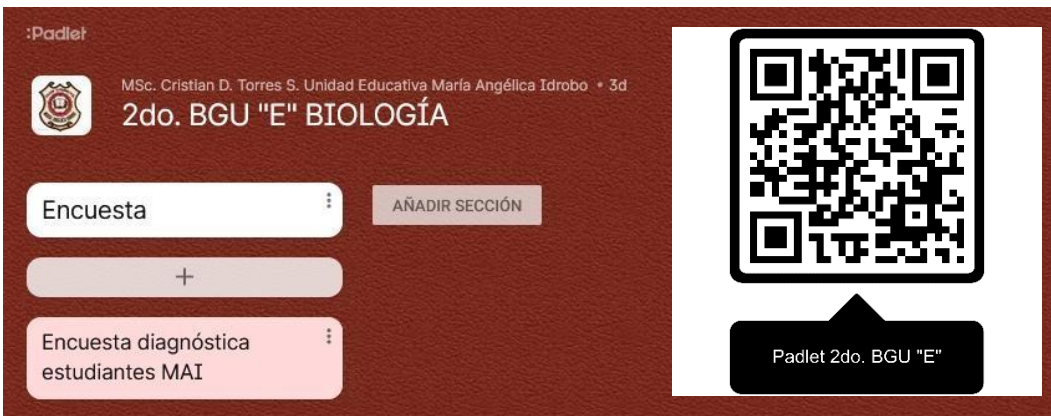 :Padlet
MSc. Cristian D. Torres S. Unidad Educativa María Angélica Idrobo • 3d
2do. BGU "E" BIOLOGÍA
Encuesta
AÑADIR SECCIÓN
+
Encuesta diagnóstica
estudiantes MAI
Padlet 2do. BGU "E"